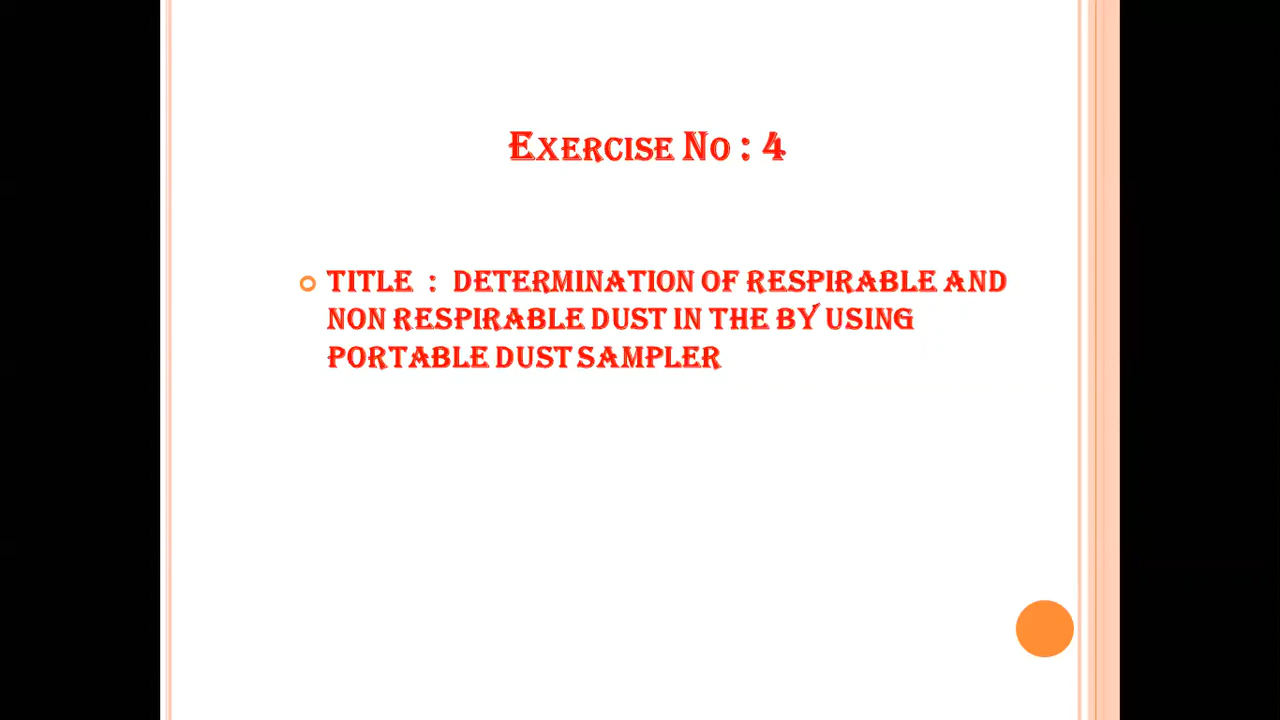 Exercise No : 4
TITLE : DETERMINATION OF RESPIRABLE AND
NON RESPIRABLE DUST IN THE BY USING
PORTABLE DUST SAMPLER